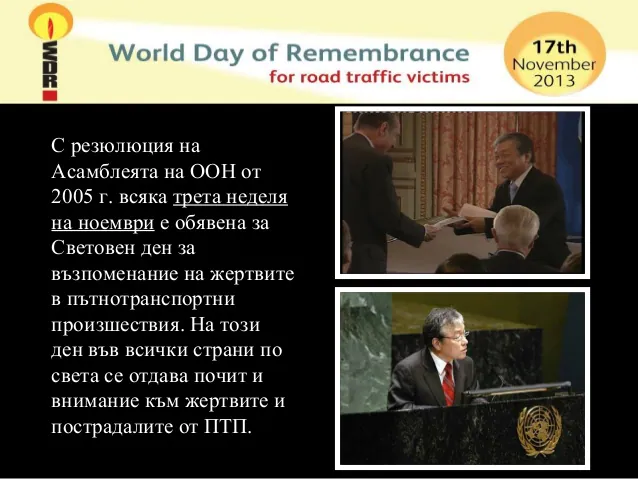 WDR
World Day of Remembrance
for road traffic victims
17th
November
2013
С резюлюция на
Асамблеята на ООН от
2005 г. всяка трета неделя
на ноември е обявена за
Световен ден за
възпоменание на жертвите
в пътнотранспортни
произшествия. На този
ден във всички страни по
света се отдава почит и
внимание към жертвите и
пострадалите от ПТП.